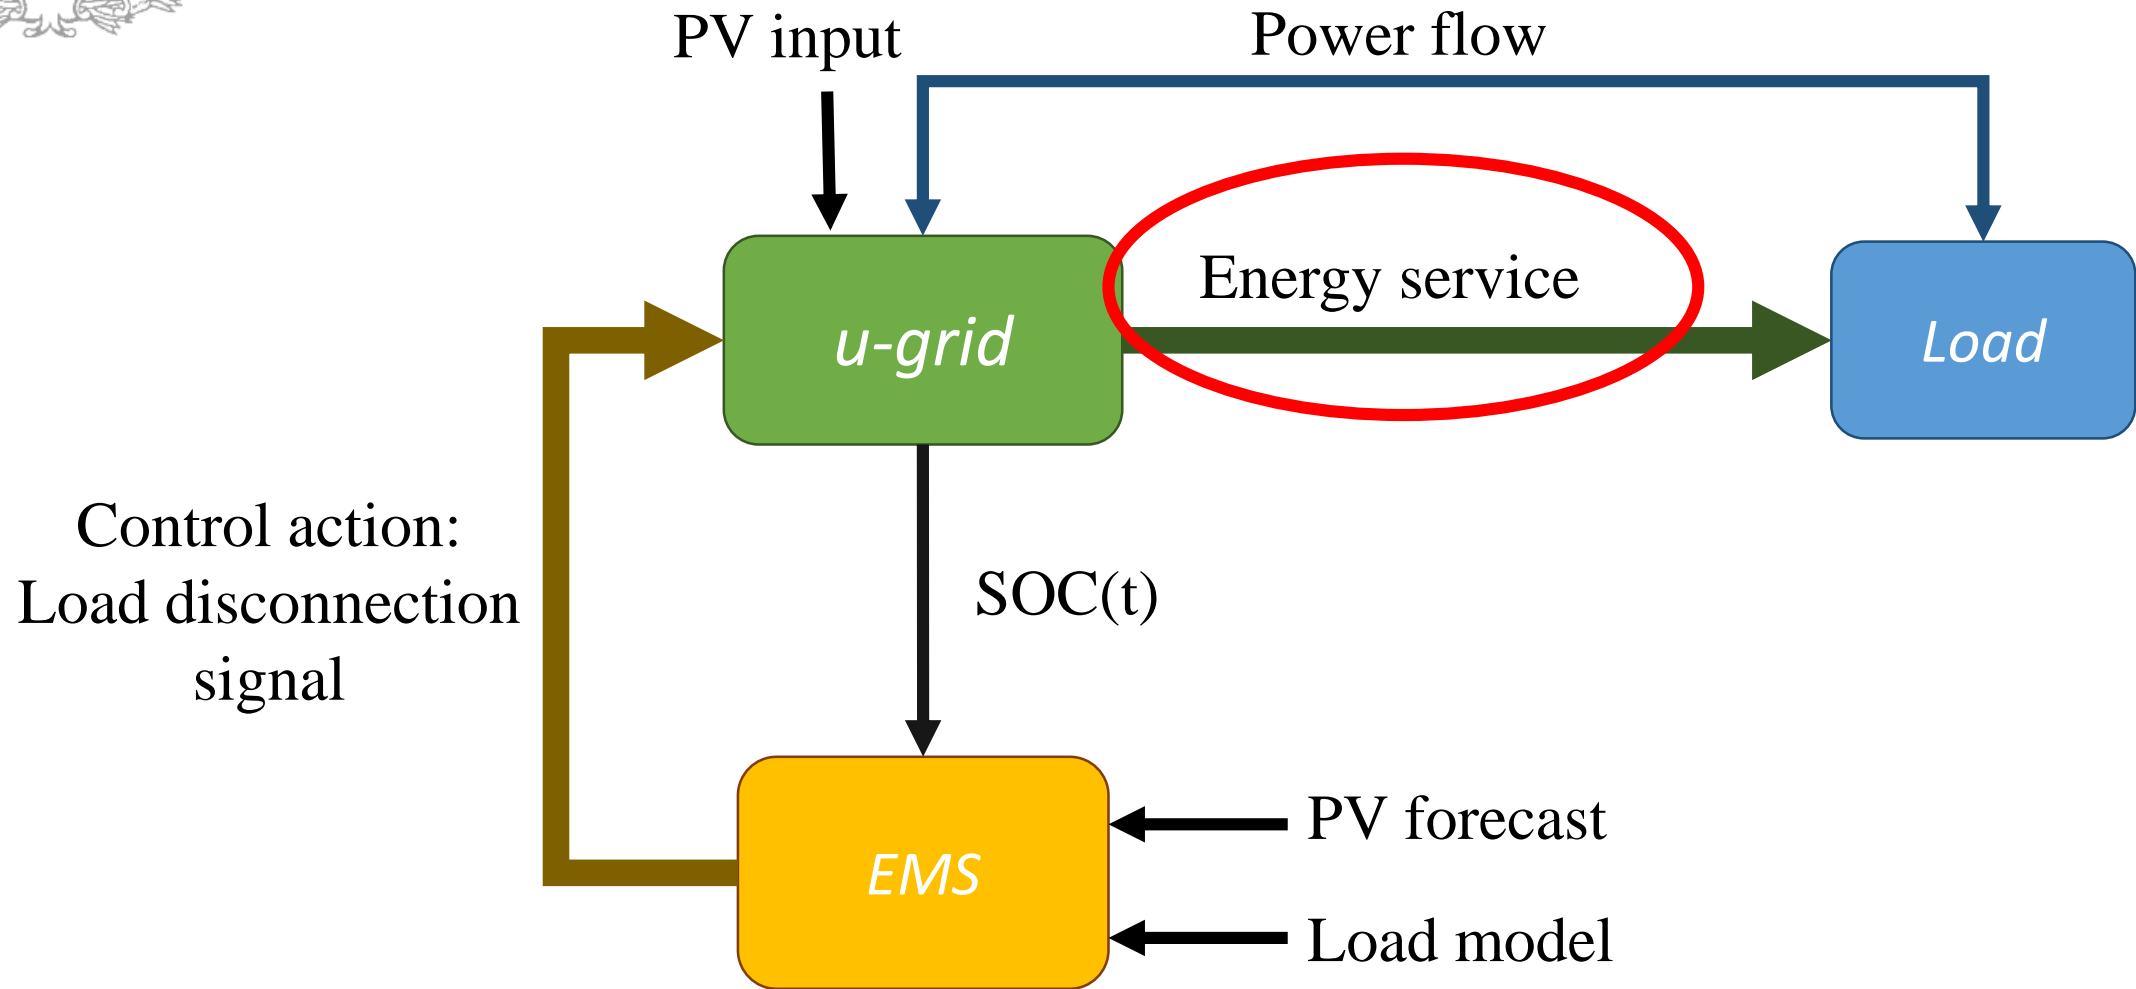 PV input
Power flow
Energy service
u-grid
Load
Control action:
Load disconnection
signal
SOC(t)
PV forecast
EMS
Load model